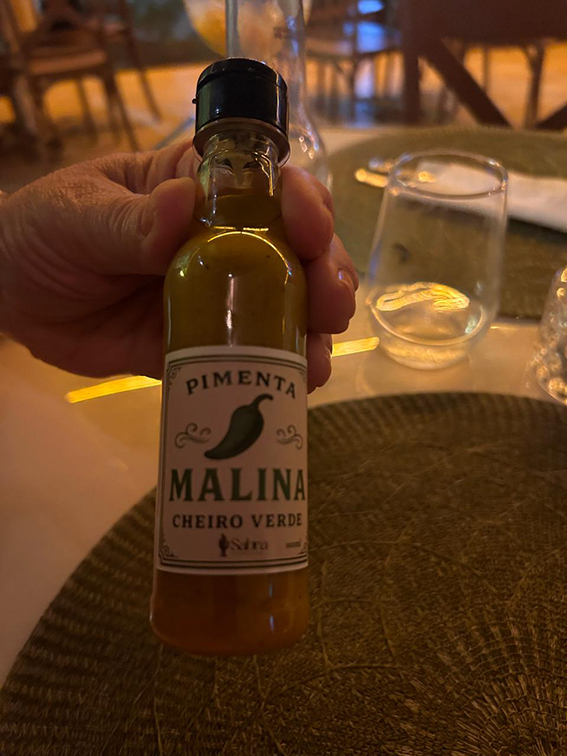 PIMENTA
MALINA
CHEIRO VERDE
Sabra